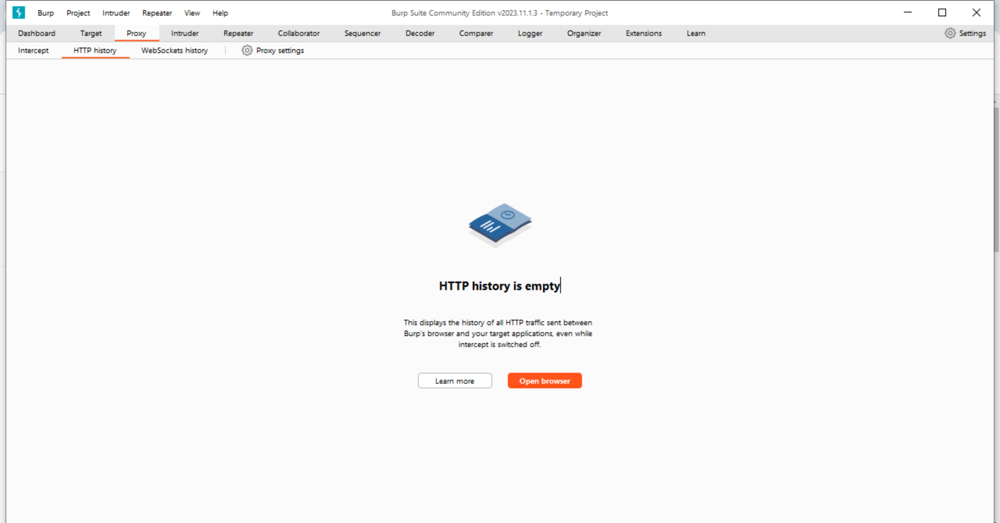 Burp Project Intruder Repeater View Help Burp Suite Community Edition v2023.11.1.3 - Temporary Project
Dashboard Target Proxy Intruder Repeater Collaborator Sequencer Decoder Comparer Logger Organizer Extensions Learn Settings
Intercept HTTP history WebSockets history Proxy settings
HTTP history is empty
This displays the history of all HTTP traffic sent between
Burp's browser and your target applications, even while
intercept is switched off.
Learn more Open browser